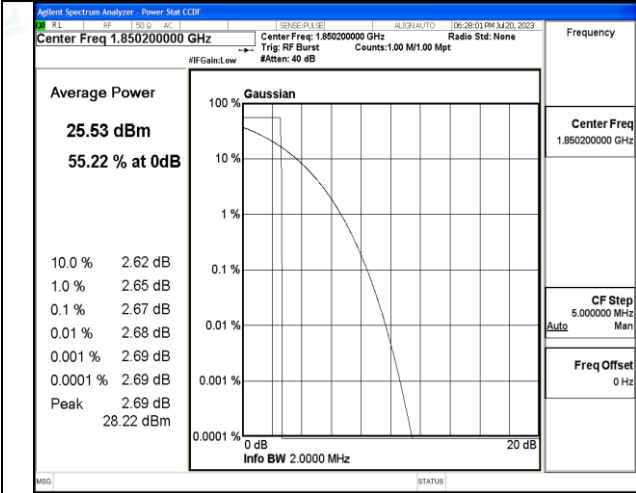 Agilent Spectrum Analyzer - Power Stat CCDF
RL RF 50 Ω AC SENSE:PULSE ALIGNAUTO 06:28:01 PM Jul 20, 2023
Center Freq 1.850200000 GHz
Center Freq: 1.850200000 GHz Radio Std: None
Trig: RF Burst Counts:1.00 M/1.00 Mpt
#IFGain:Low #Atten: 40 dB
Frequency
Average Power
25.53 dBm
55.22 % at 0dB
10.0 % 2.62 dB
1.0 % 2.65 dB
0.1 % 2.67 dB
0.01 % 2.68 dB
0.001 % 2.69 dB
0.0001 % 2.69 dB
Peak 2.69 dB
28.22 dBm
Gaussian
100 %
10 %
1 %
0.1 %
0.01 %
0.001 %
0.0001 %
0 dB 20 dB
Info BW 2.0000 MHz
Center Freq
1.850200000 GHz
CF Step
5.000000 MHz
Auto Man
Freq Offset
0 Hz
MSG STATUS